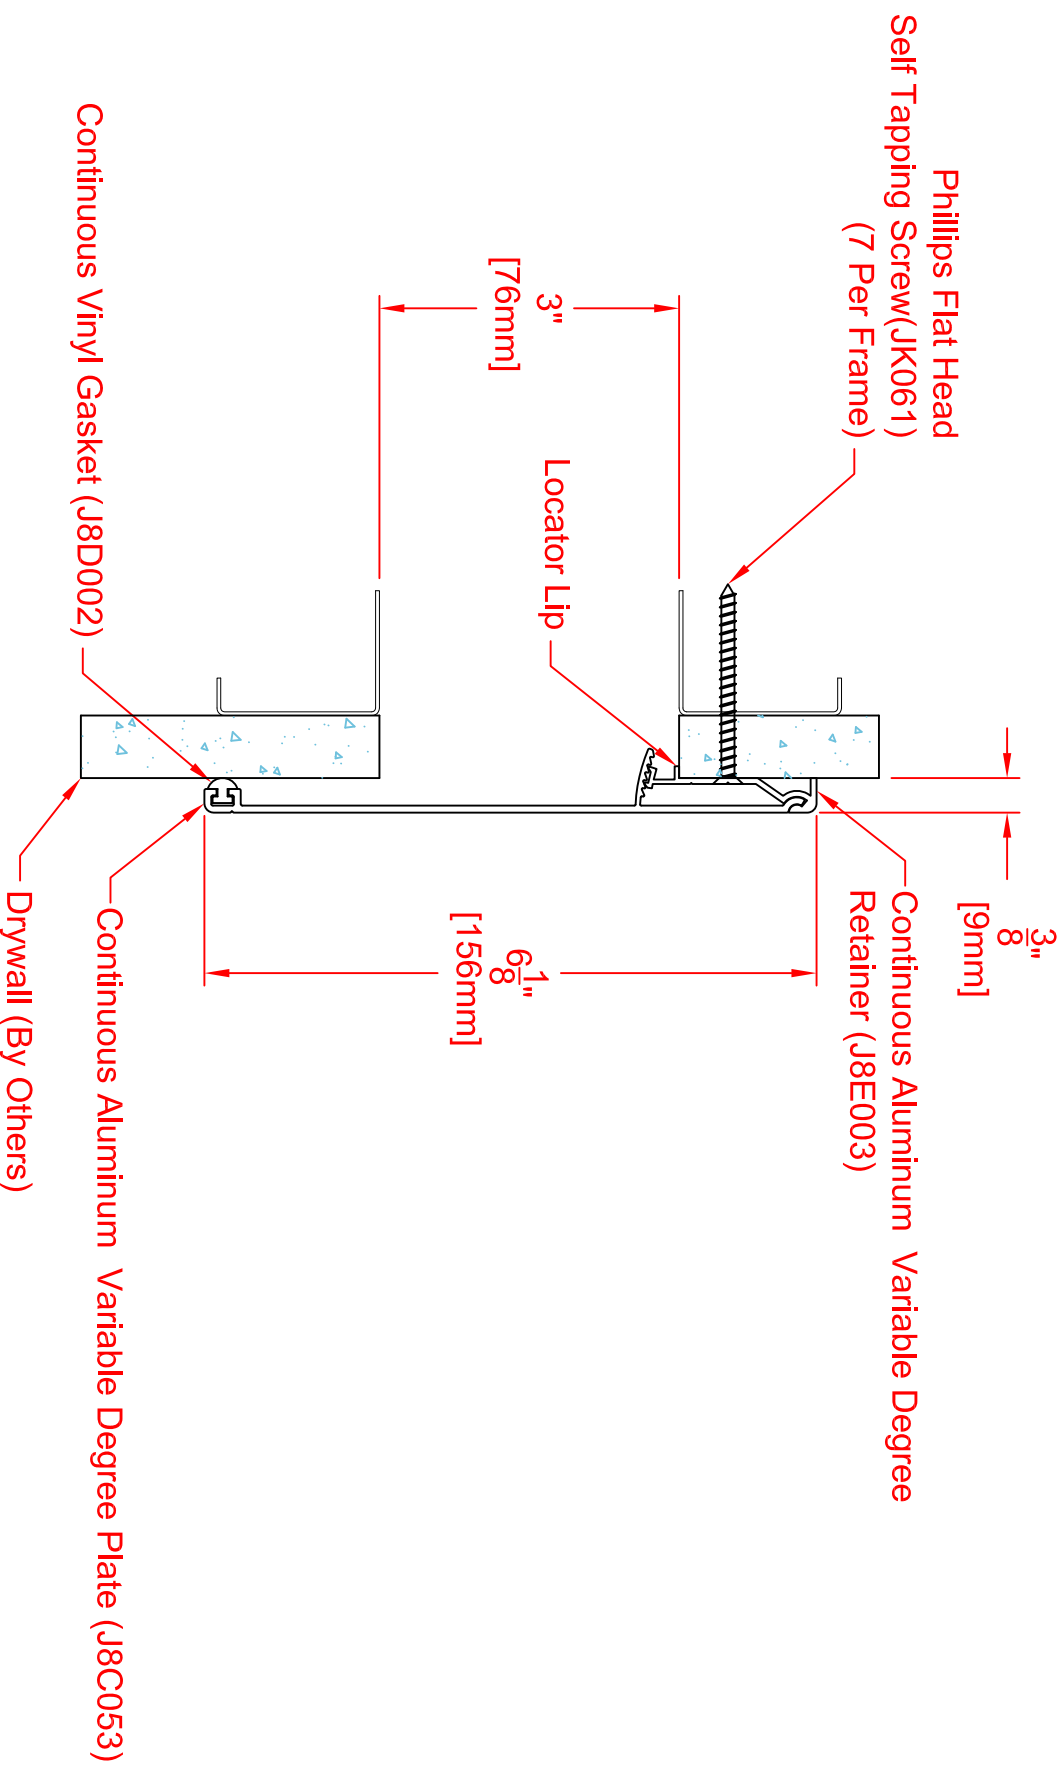 Phillips Flat Head
Self Tapping Screw(JK061)
(7 Per Frame)
3"
[76mm]
Locator Lip
Continuous Vinyl Gasket (J8D002)
3/8"
[9mm]
Continuous Aluminum  Variable Degree
Retainer (J8E003)
6 1/8"
[156mm]
Continuous Aluminum  Variable Degree Plate (J8C053)
Drywall (By Others)